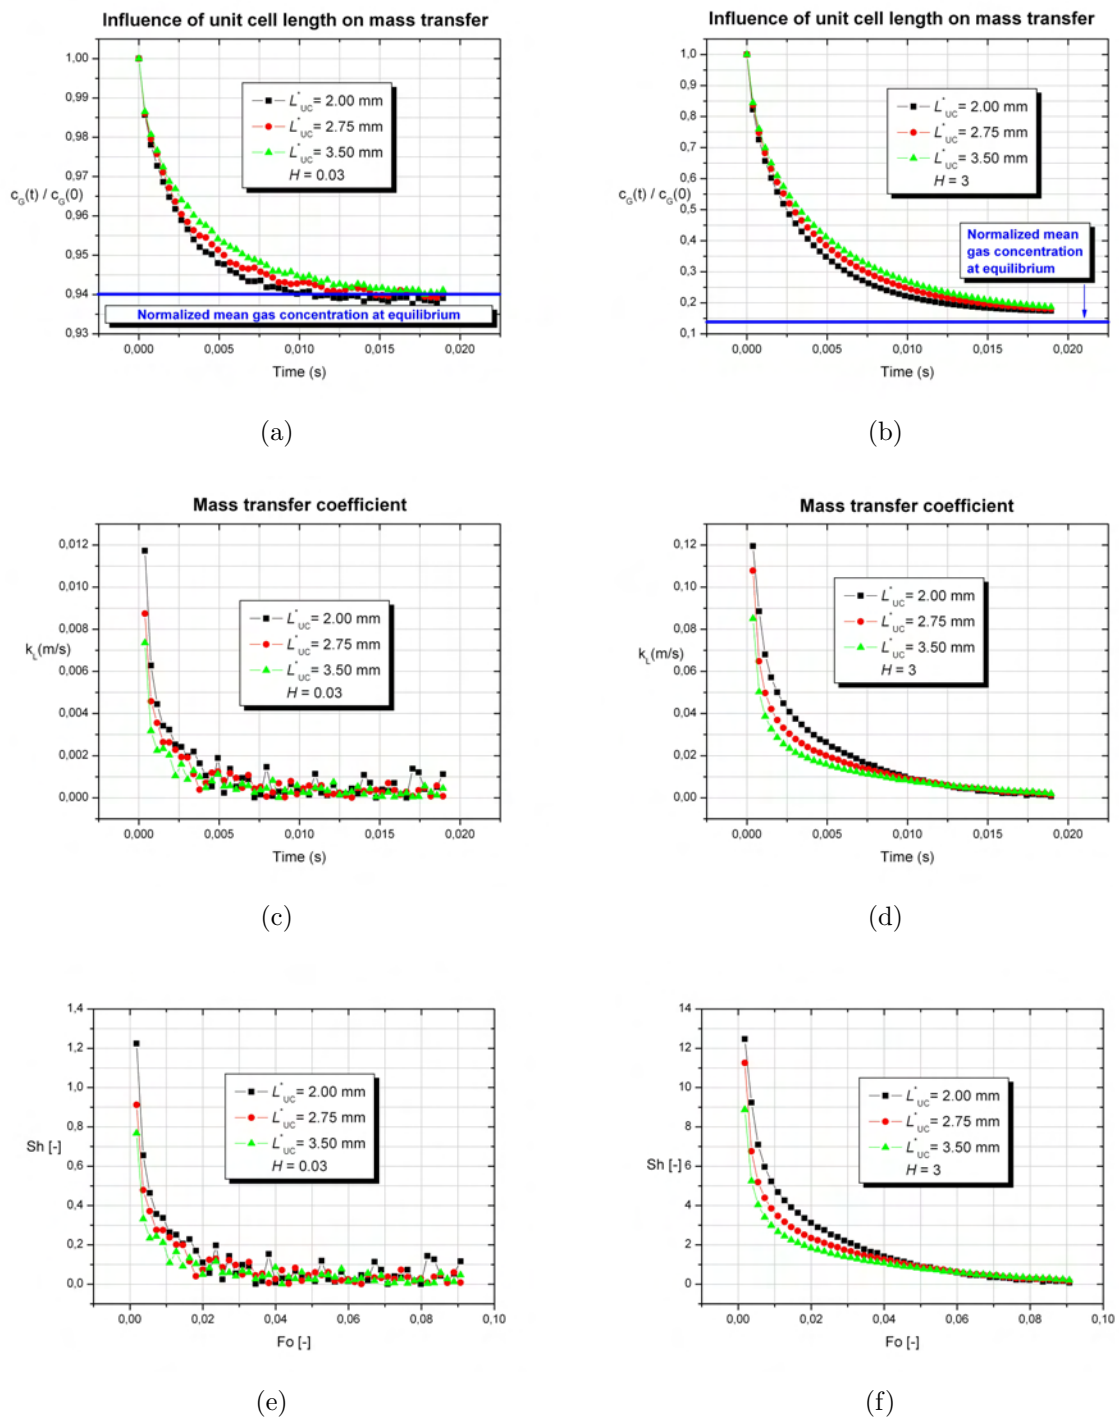 Influence of unit cell length on mass transfer
1,00
0,99
0,98
0,97
0,96
0,95
0,94
0,93
c_G(t) / c_G(0)
L*_UC = 2.00 mm
L*_UC = 2.75 mm
L*_UC = 3.50 mm
H = 0.03
Normalized mean gas concentration at equilibrium
0,000 0,005 0,010 0,015 0,020
Time (s)
(a)
Influence of unit cell length on mass transfer
1,0
0,9
0,8
0,7
0,6
0,5
0,4
0,3
0,2
0,1
c_G(t) / c_G(0)
L*_UC = 2.00 mm
L*_UC = 2.75 mm
L*_UC = 3.50 mm
H = 3
Normalized mean
gas concentration
at equilibrium
0,000 0,005 0,010 0,015 0,020
Time (s)
(b)
Mass transfer coefficient
0,012
0,010
0,008
0,006
0,004
0,002
0,000
k_L(m/s)
L*_UC = 2.00 mm
L*_UC = 2.75 mm
L*_UC = 3.50 mm
H = 0.03
0,000 0,005 0,010 0,015 0,020
Time (s)
(c)
Mass transfer coefficient
0,12
0,10
0,08
0,06
0,04
0,02
0,00
k_L(m/s)
L*_UC = 2.00 mm
L*_UC = 2.75 mm
L*_UC = 3.50 mm
H = 3
0,000 0,005 0,010 0,015 0,020
Time (s)
(d)
1,4
1,2
1,0
0,8
0,6
0,4
0,2
0,0
Sh [-]
L*_UC = 2.00 mm
L*_UC = 2.75 mm
L*_UC = 3.50 mm
H = 0.03
0,00 0,02 0,04 0,06 0,08 0,10
Fo [-]
(e)
14
12
10
8
6
4
2
0
Sh [-]
L*_UC = 2.00 mm
L*_UC = 2.75 mm
L*_UC = 3.50 mm
H = 3
0,00 0,02 0,04 0,06 0,08 0,10
Fo [-]
(f)